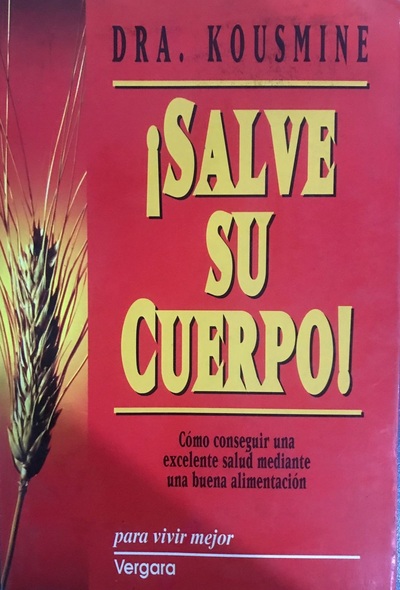 DRA. KOUSMINE
¡SALVE
SU
CUERPO!
Cómo conseguir una
excelente salud mediante
una buena alimentación
para vivir mejor
Vergara